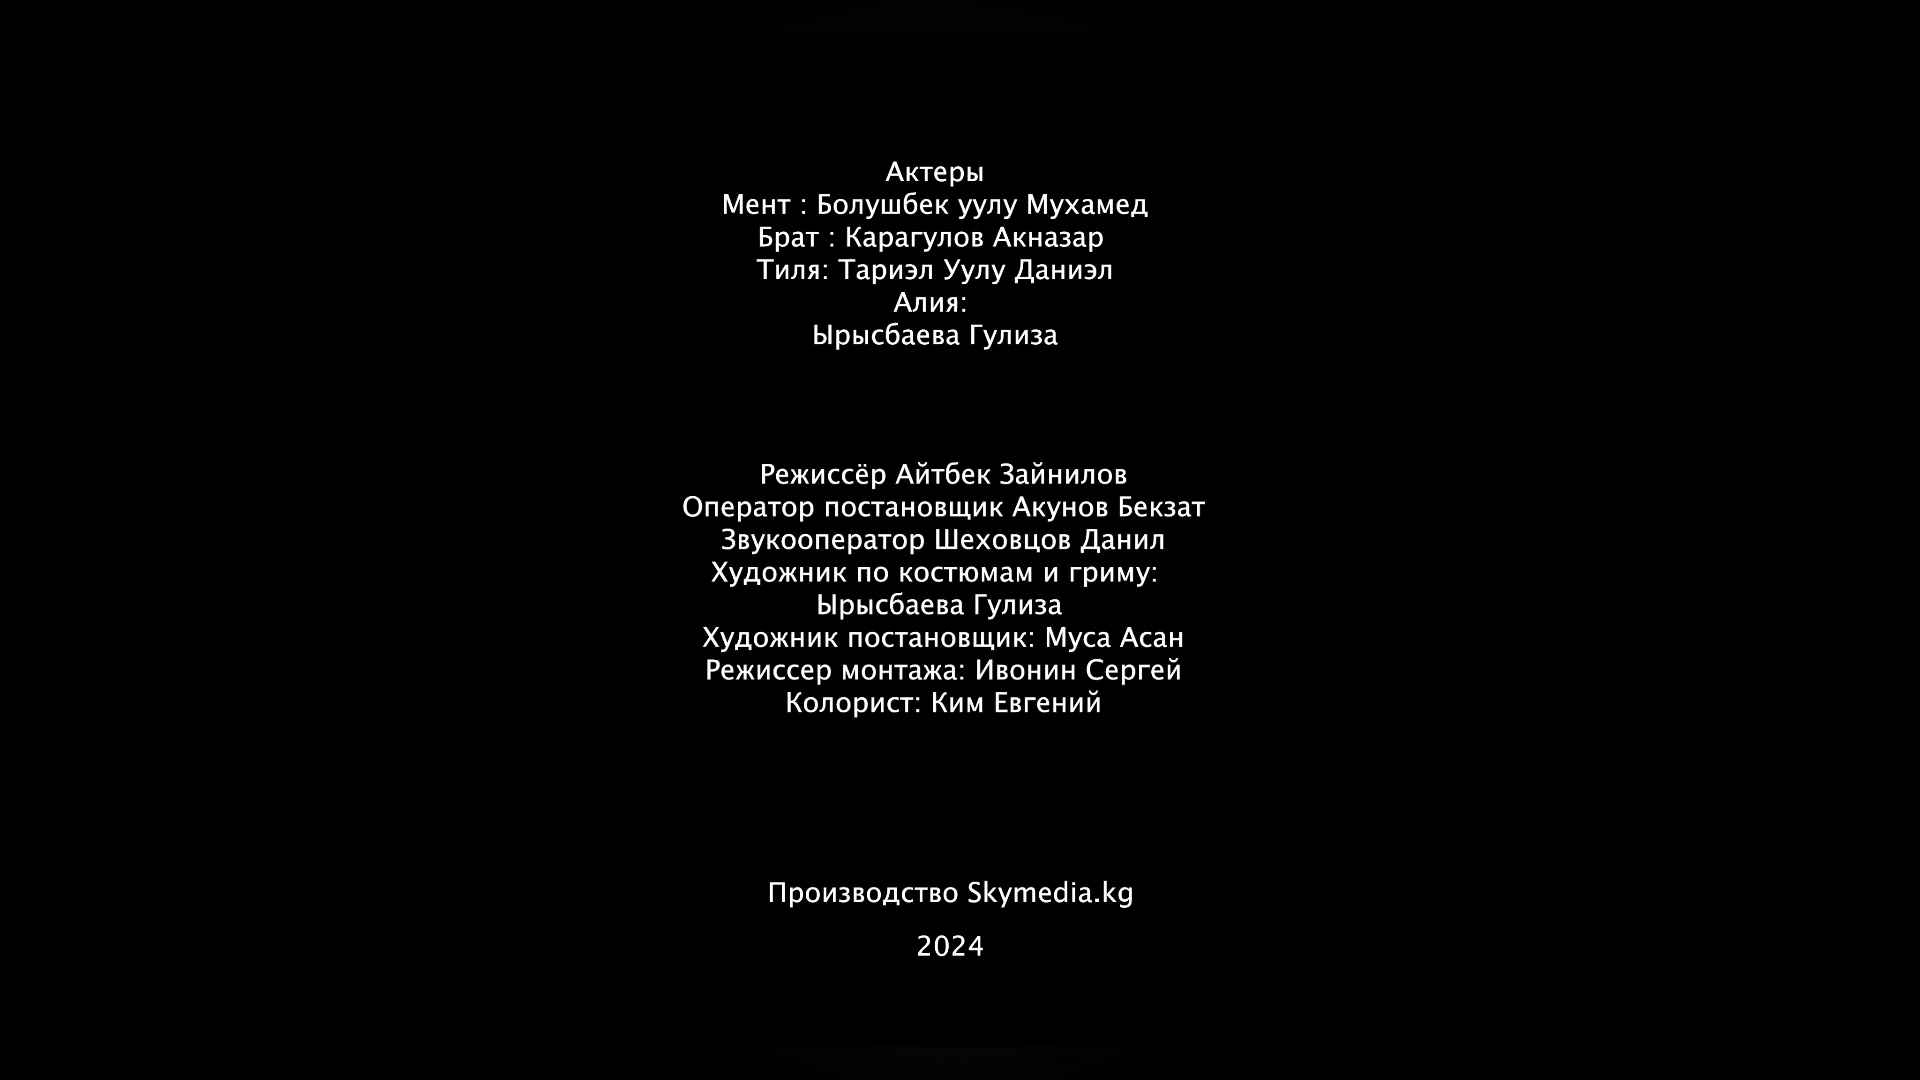 Актеры
Мент : Болушбек уулу Мухамед
Брат : Карагулов Акназар
Тиля: Тариэл Уулу Даниэл
Алия:
Ырысбаева Гулиза
Режиссёр Айтбек Зайнилов
Оператор постановщик Акунов Бекзат
Звукооператор Шеховцов Данил
Художник по костюмам и гриму:
Ырысбаева Гулиза
Художник постановщик: Муса Асан
Режиссер монтажа: Ивонин Сергей
Колорист: Ким Евгений
Производство Skymedia.kg
2024